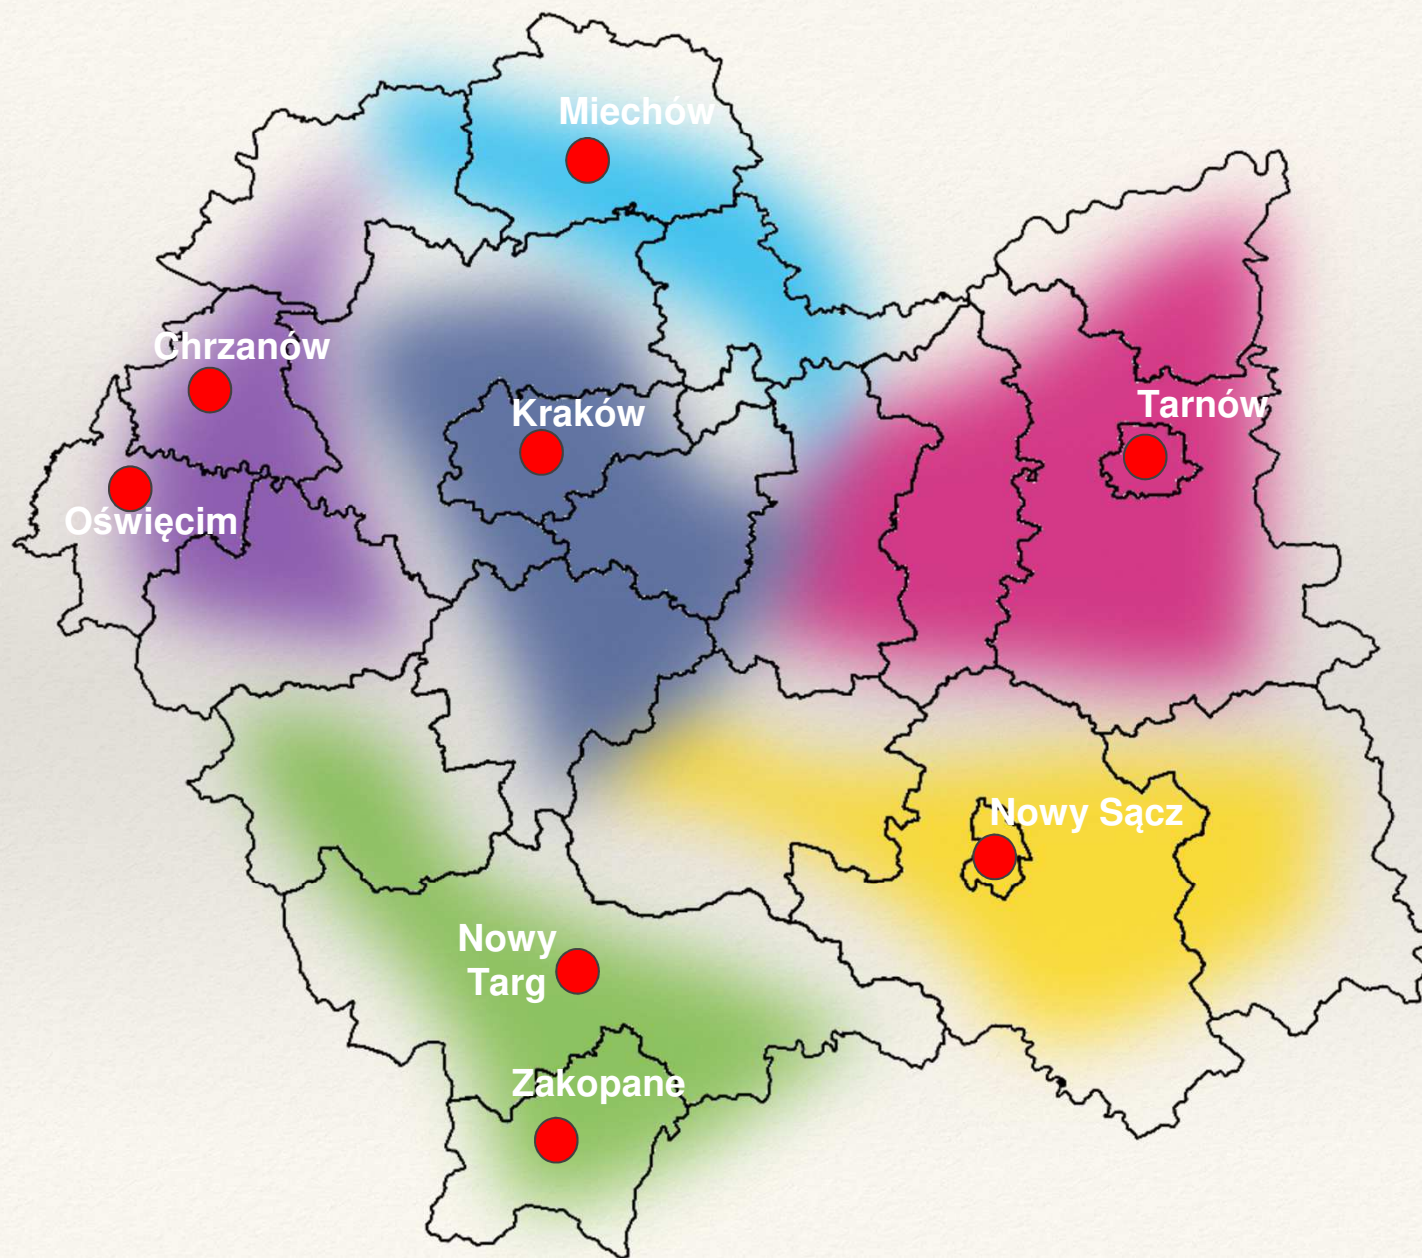 Miechów
Chrzanów
Kraków
Tarnów
Oświęcim
Nowy Sącz
Nowy
Targ
Zakopane